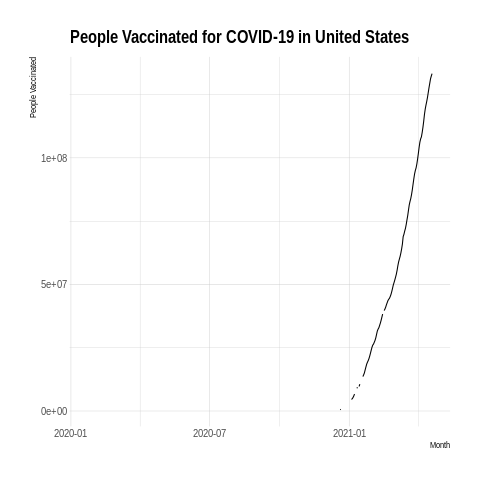 People Vaccinated for COVID-19 in United States
People Vaccinated
1e+08
5e+07
0e+00
2020-01
2020-07
2021-01
Month